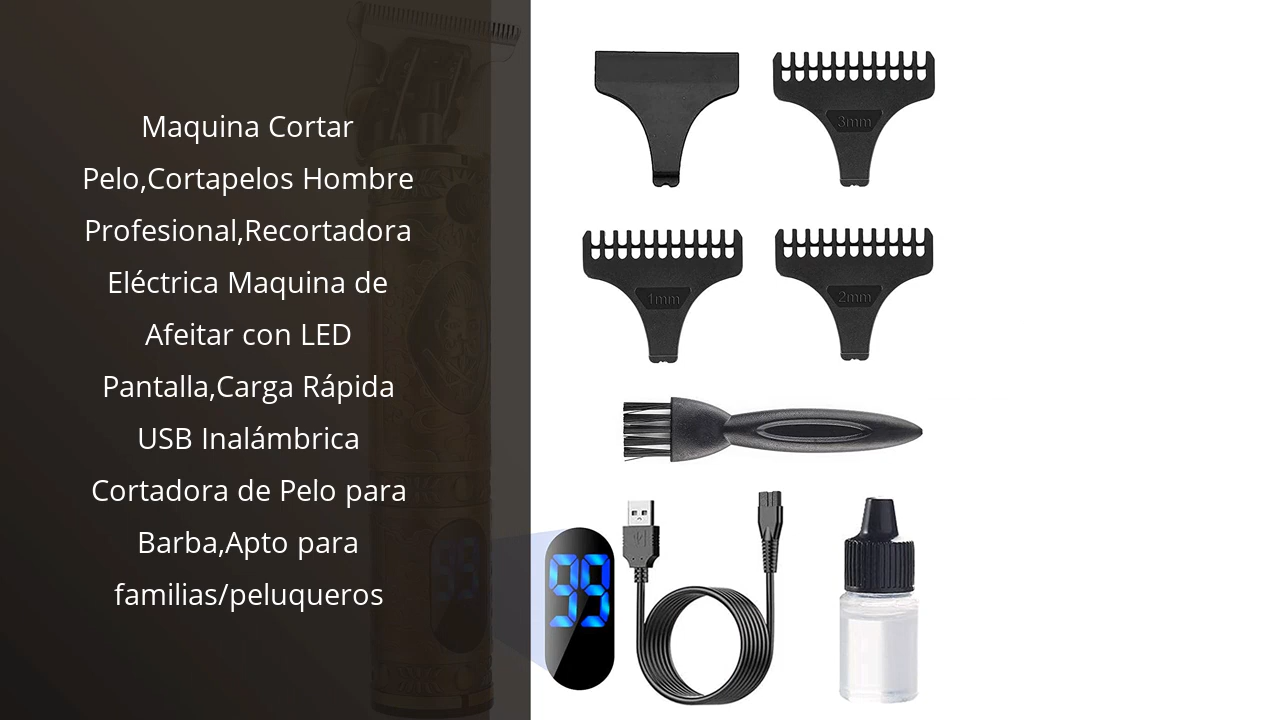 Maquina Cortar
Pelo,Cortapelos Hombre
Profesional,Recortadora
Eléctrica Maquina de
Afeitar con LED
Pantalla,Carga Rápida
USB Inalámbrica
Cortadora de Pelo para
Barba,Apto para
familias/peluqueros
3mm
1mm
2mm
99